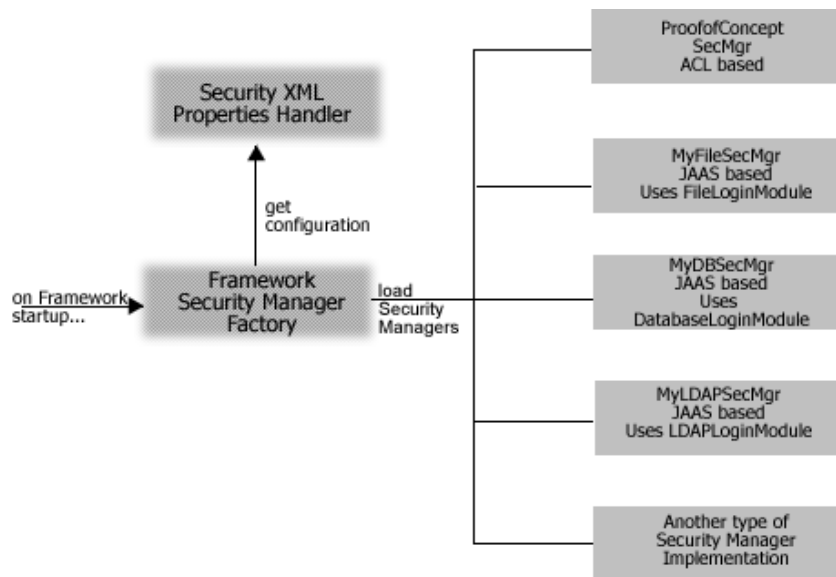 Security XML
Properties Handler
get
configuration
on Framework
startup...
Framework
Security Manager
Factory
load
Security
Managers
ProofofConcept
SecMgr
ACL based
MyFileSecMgr
JAAS based
Uses FileLoginModule
MyDBSecMgr
JAAS based
Uses
DatabaseLoginModule
MyLDAPSecMgr
JAAS based
Uses LDAPLoginModule
Another type of
Security Manager
Implementation